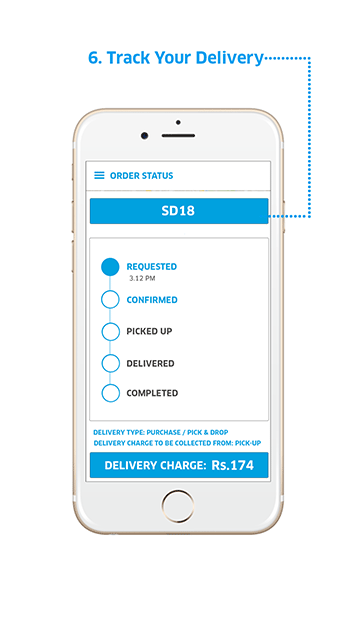 6. Track Your Delivery
ORDER STATUS
SD18
REQUESTED
3.12 PM
CONFIRMED
PICKED UP
DELIVERED
COMPLETED
DELIVERY TYPE: PURCHASE / PICK & DROP
DELIVERY CHARGE TO BE COLLECTED FROM: PICK-UP
DELIVERY CHARGE: Rs.174